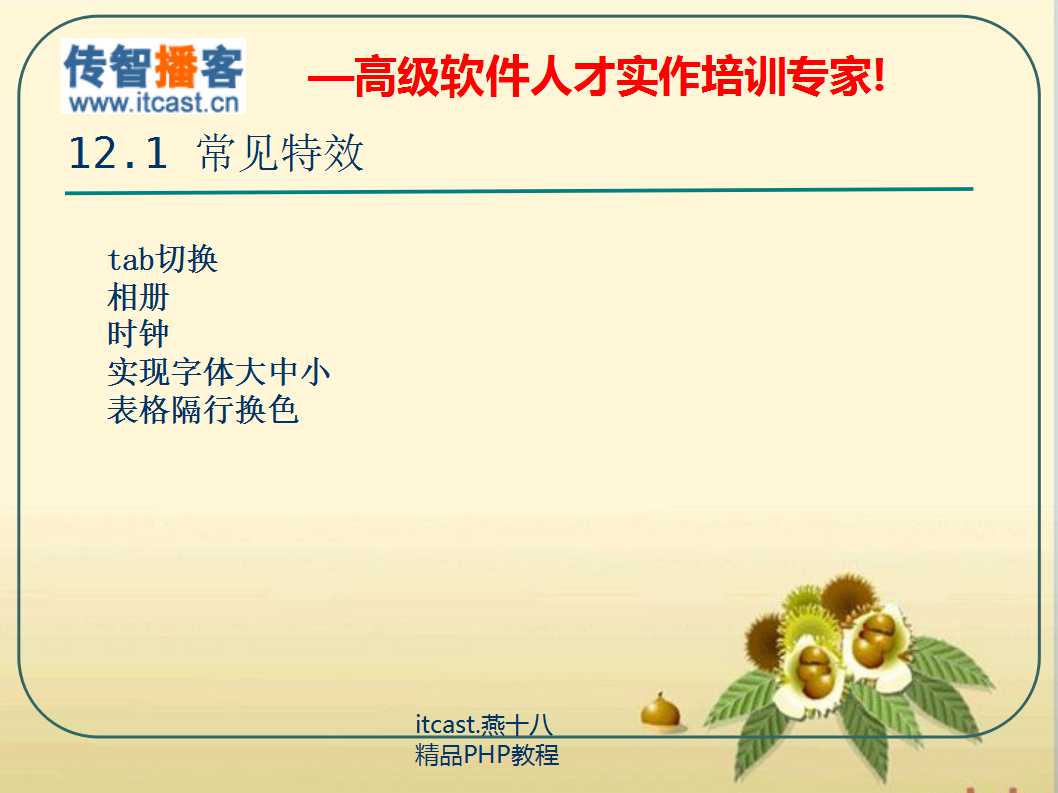 传智播客
www.itcast.cn
—高级软件人才实作培训专家!
12.1 常见特效
tab切换
相册
时钟
实现字体大中小
表格隔行换色
itcast.燕十八
精品PHP教程